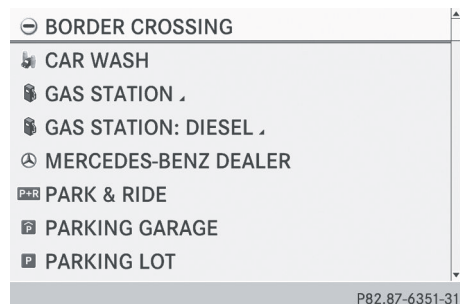 BORDER CROSSING
CAR WASH
GAS STATION
GAS STATION: DIESEL
MERCEDES-BENZ DEALER
P+R PARK & RIDE
P PARKING GARAGE
P PARKING LOT
P82.87-6351-31